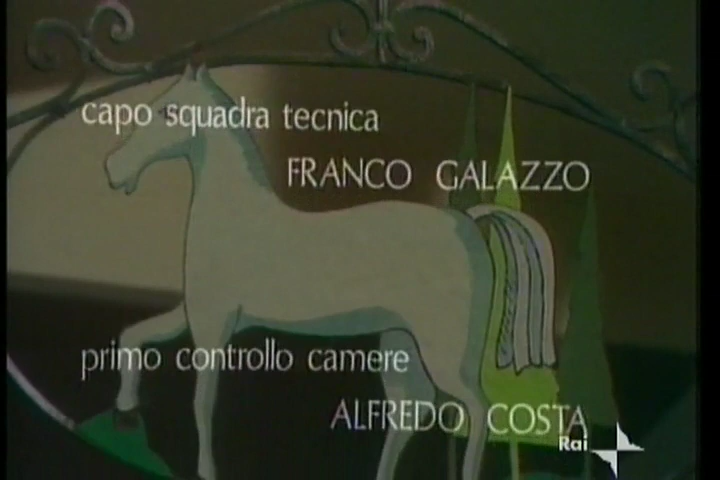 capo squadra tecnica
FRANCO GALAZZO
primo controllo camere
ALFREDO COSTA
Rai